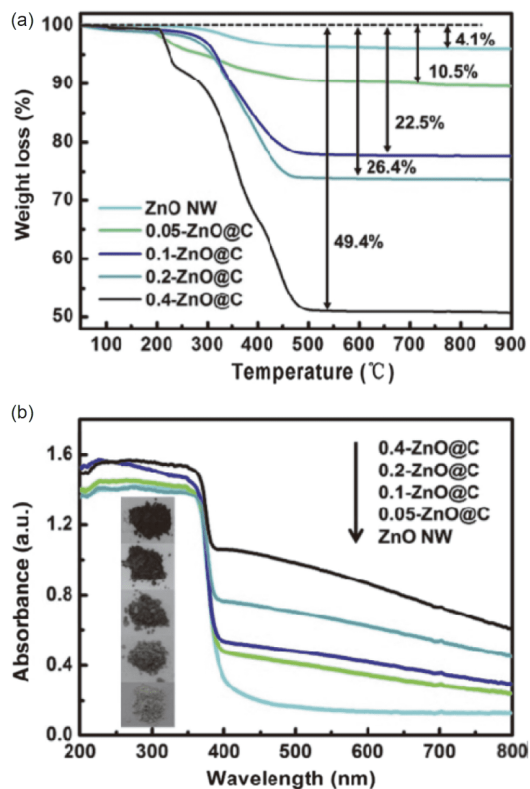 (a)
100
90
80
70
60
50
Weight loss (%)
4.1%
10.5%
22.5%
26.4%
49.4%
ZnO NW
0.05-ZnO@C
0.1-ZnO@C
0.2-ZnO@C
0.4-ZnO@C
100 200 300 400 500 600 700 800 900
Temperature (℃)
(b)
1.6
1.2
0.8
0.4
0.0
Absorbance (a.u.)
0.4-ZnO@C
0.2-ZnO@C
0.1-ZnO@C
0.05-ZnO@C
ZnO NW
200 300 400 500 600 700 800
Wavelength (nm)